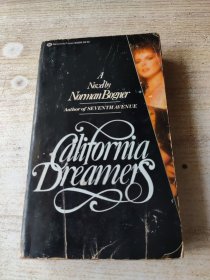 A
Novel by
Norman Bogner
Author of SEVENTH AVENUE
California
Dreamers